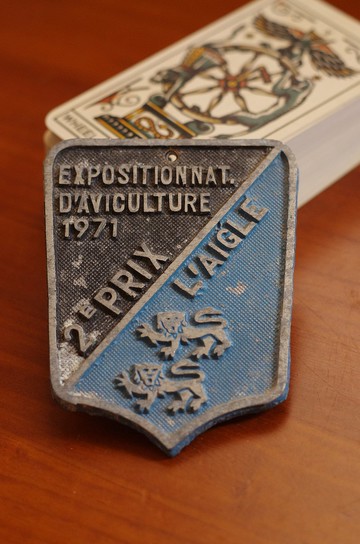 EXPOSITION NAT.
D'AVICULTURE
1971
2E PRIX
L'AIGLE